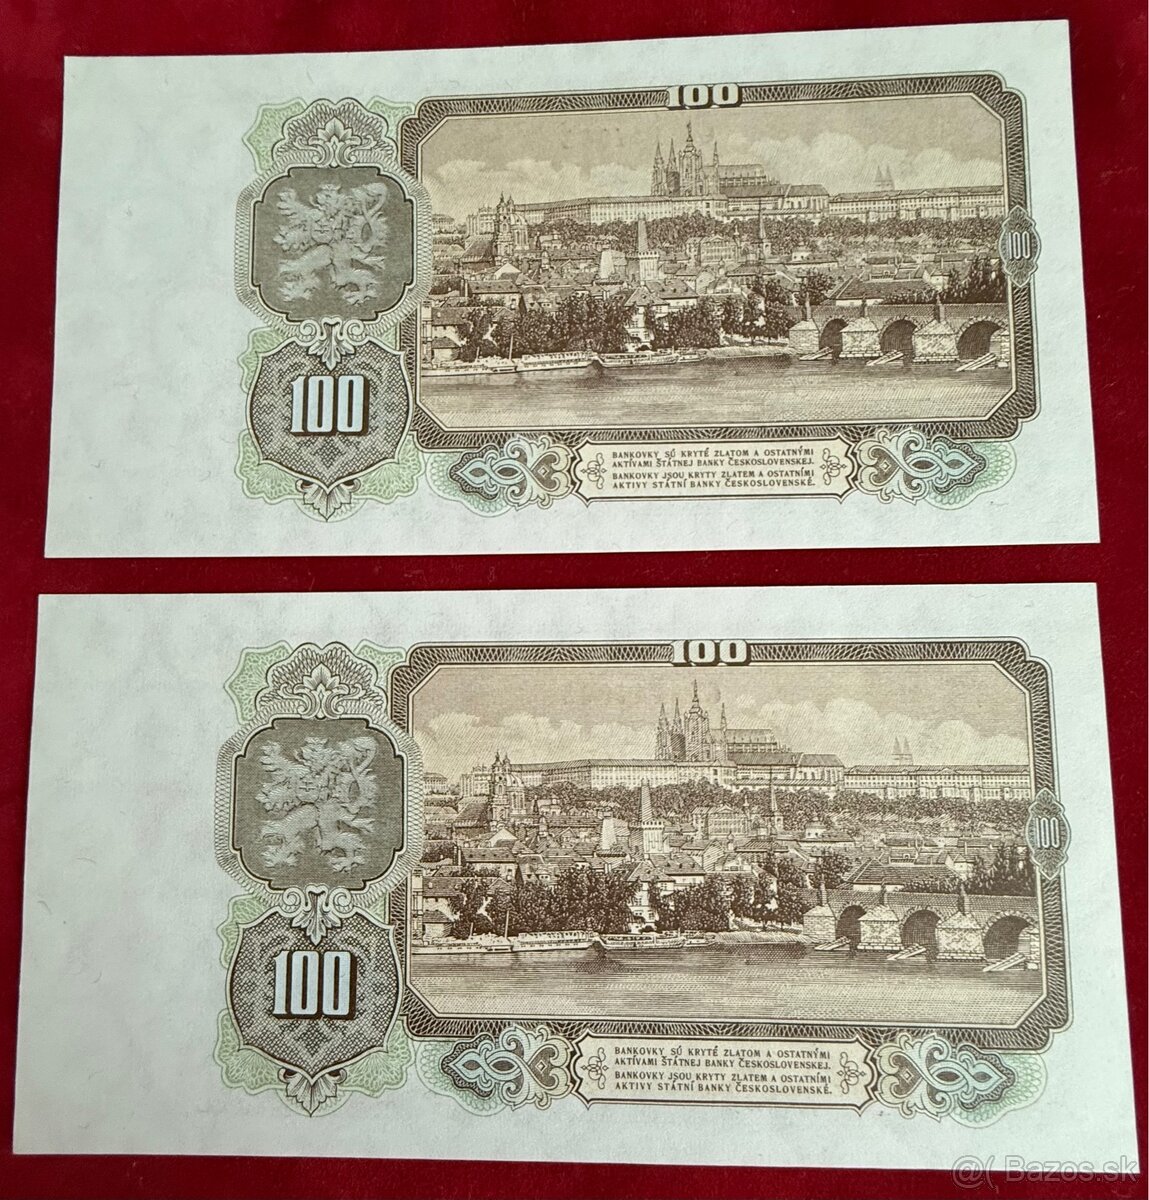 100
100
100
BANKOVKY SÚ KRYTÉ ZLATOM A OSTATNÝMI
AKTÍVAMI ŠTÁTNEJ BANKY ČESKOSLOVENSKEJ.
BANKOVKY JSOU KRYTY ZLATEM A OSTATNÍMI
AKTIVY STÁTNÍ BANKY ČESKOSLOVENSKÉ.
100
100
100
BANKOVKY SÚ KRYTÉ ZLATOM A OSTATNÝMI
AKTÍVAMI ŠTÁTNEJ BANKY ČESKOSLOVENSKEJ.
BANKOVKY JSOU KRYTY ZLATEM A OSTATNÍMI
AKTIVY STÁTNÍ BANKY ČESKOSLOVENSKÉ.
@( Bazos.sk